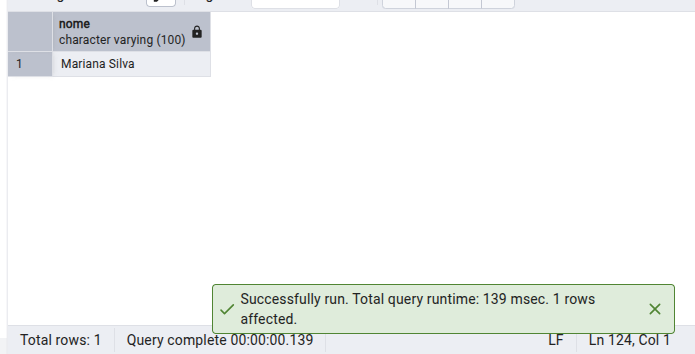 nome
character varying (100)
1
Mariana Silva
Successfully run. Total query runtime: 139 msec. 1 rows
affected.
Total rows: 1
Query complete 00:00:00.139
LF
Ln 124, Col 1